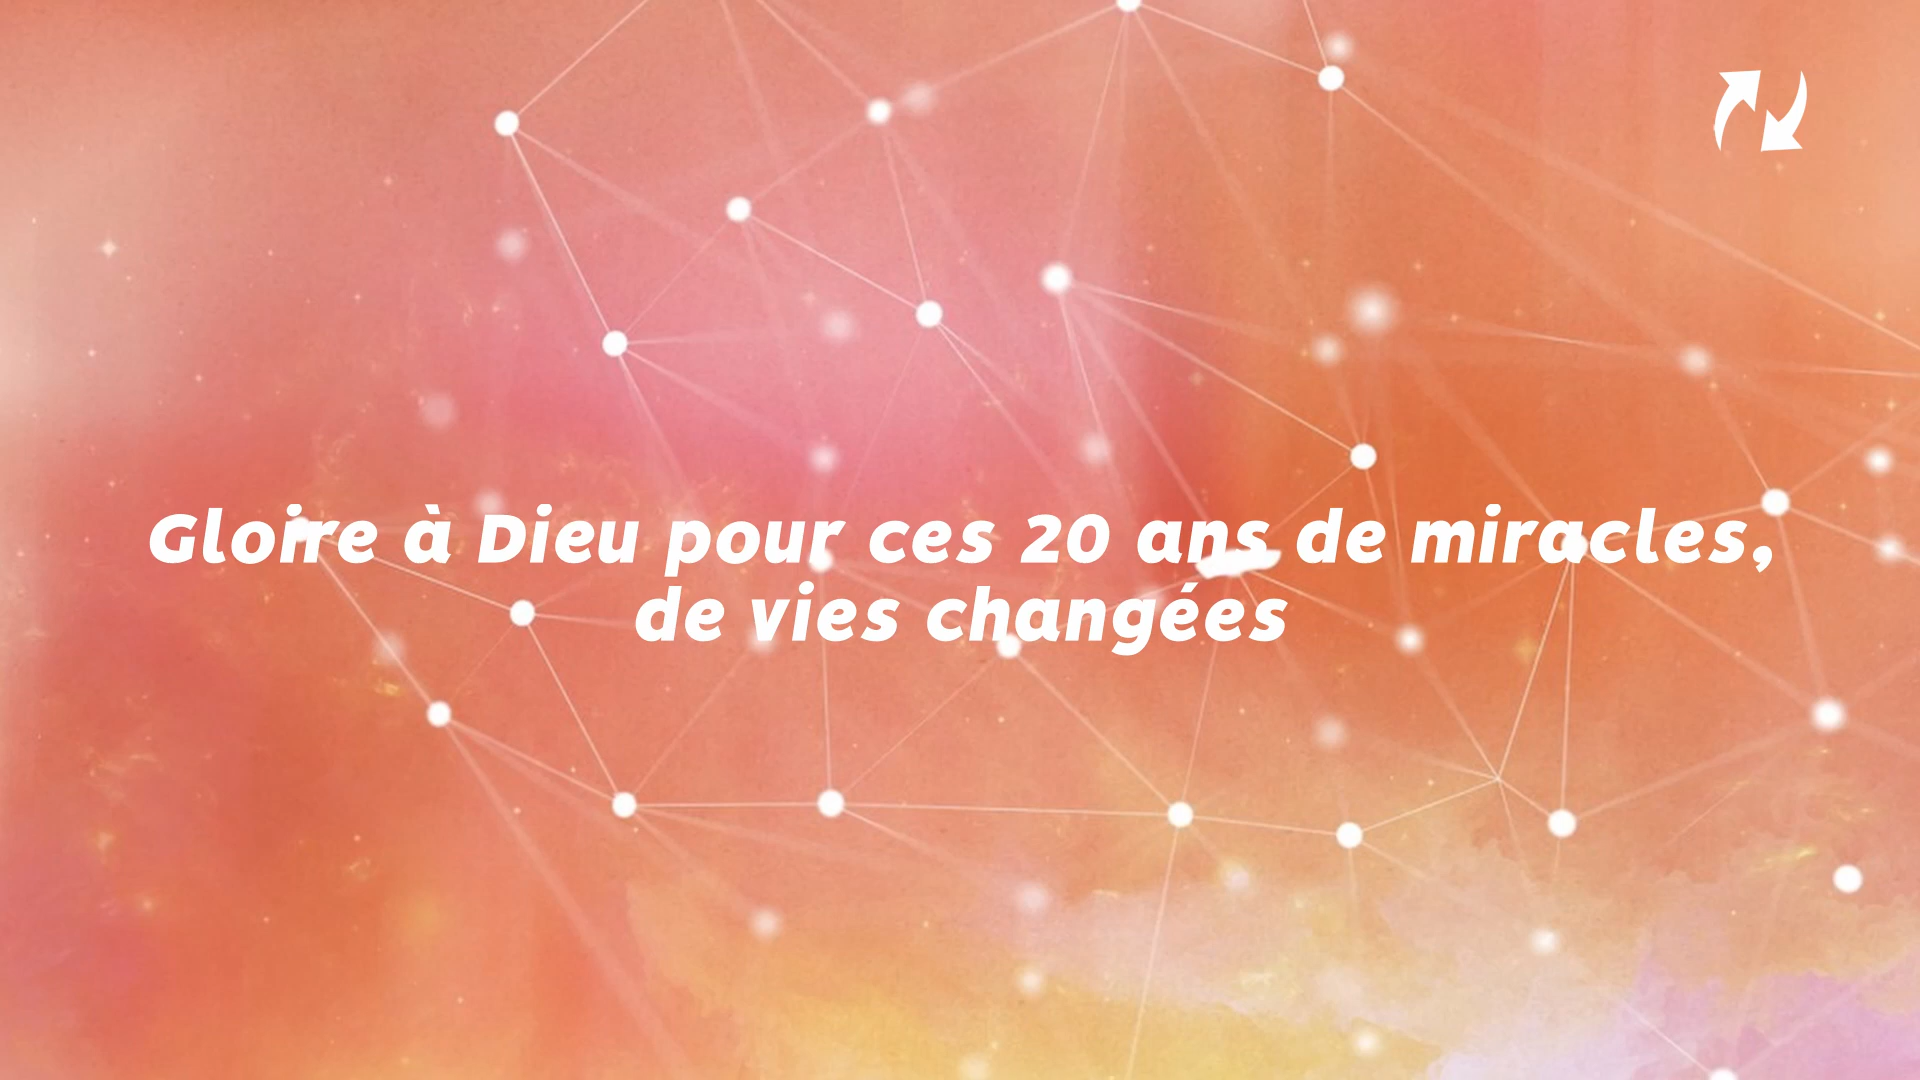 Gloire à Dieu pour ces 20 ans de miracles,
de vies changées